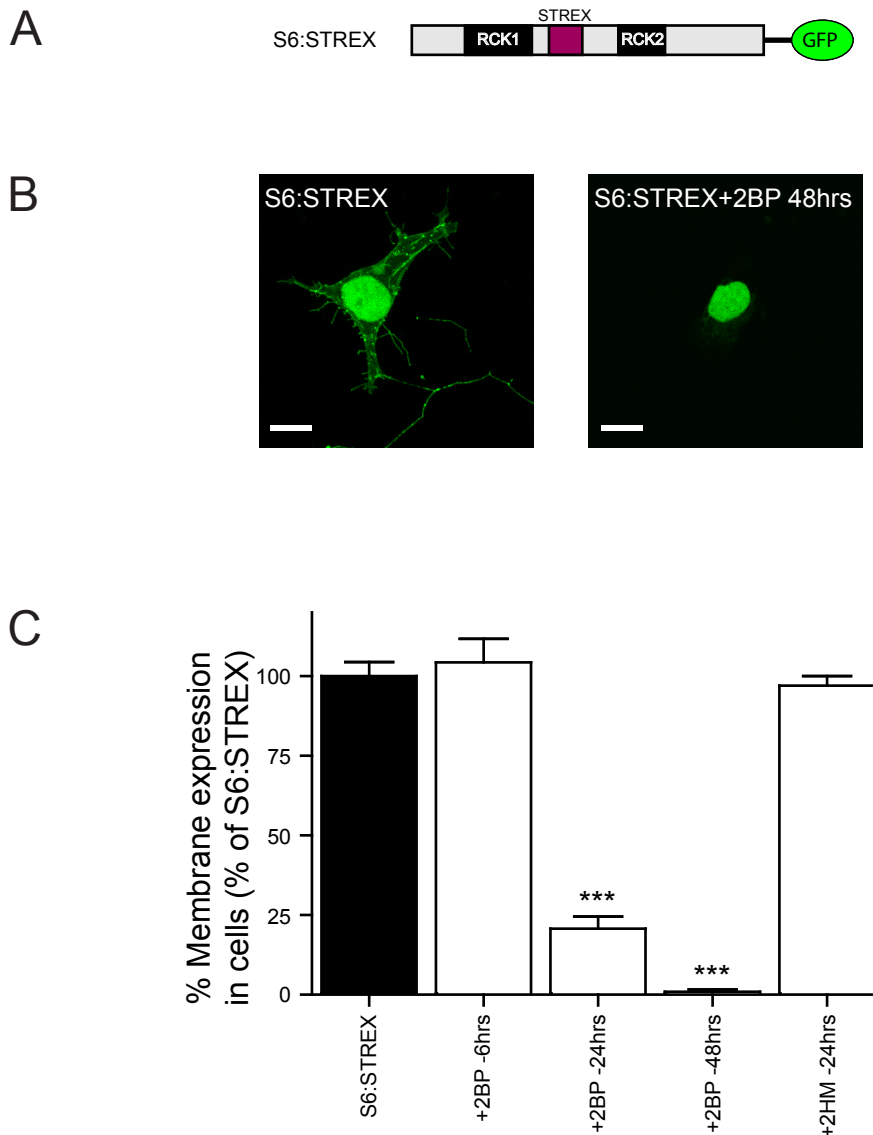 A
STREX
S6:STREX
RCK1
RCK2
GFP
B
S6:STREX
S6:STREX+2BP 48hrs
C
% Membrane expression
in cells (% of S6:STREX)
100
75
50
25
0
***
***
S6:STREX
+2BP -6hrs
+2BP -24hrs
+2BP -48hrs
+2HM -24hrs